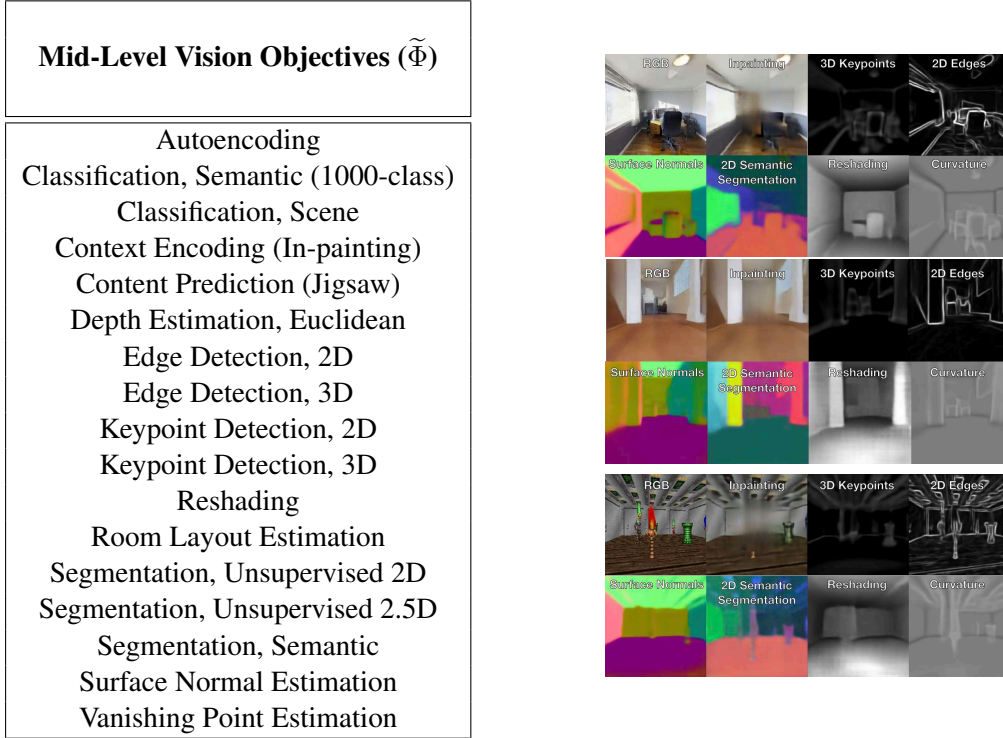 Mid-Level Vision Objectives (Φ̃)
Autoencoding
Classification, Semantic (1000-class)
Classification, Scene
Context Encoding (In-painting)
Content Prediction (Jigsaw)
Depth Estimation, Euclidean
Edge Detection, 2D
Edge Detection, 3D
Keypoint Detection, 2D
Keypoint Detection, 3D
Reshading
Room Layout Estimation
Segmentation, Unsupervised 2D
Segmentation, Unsupervised 2.5D
Segmentation, Semantic
Surface Normal Estimation
Vanishing Point Estimation
RGB Inpainting 3D Keypoints 2D Edges
Surface Normals 2D Semantic Reshading Curvature
Segmentation
RGB Inpainting 3D Keypoints 2D Edges
Surface Normals 2D Semantic Reshading Curvature
Segmentation
RGB Inpainting 3D Keypoints 2D Edges
Surface Normals 2D Semantic Reshading Curvature
Segmentation